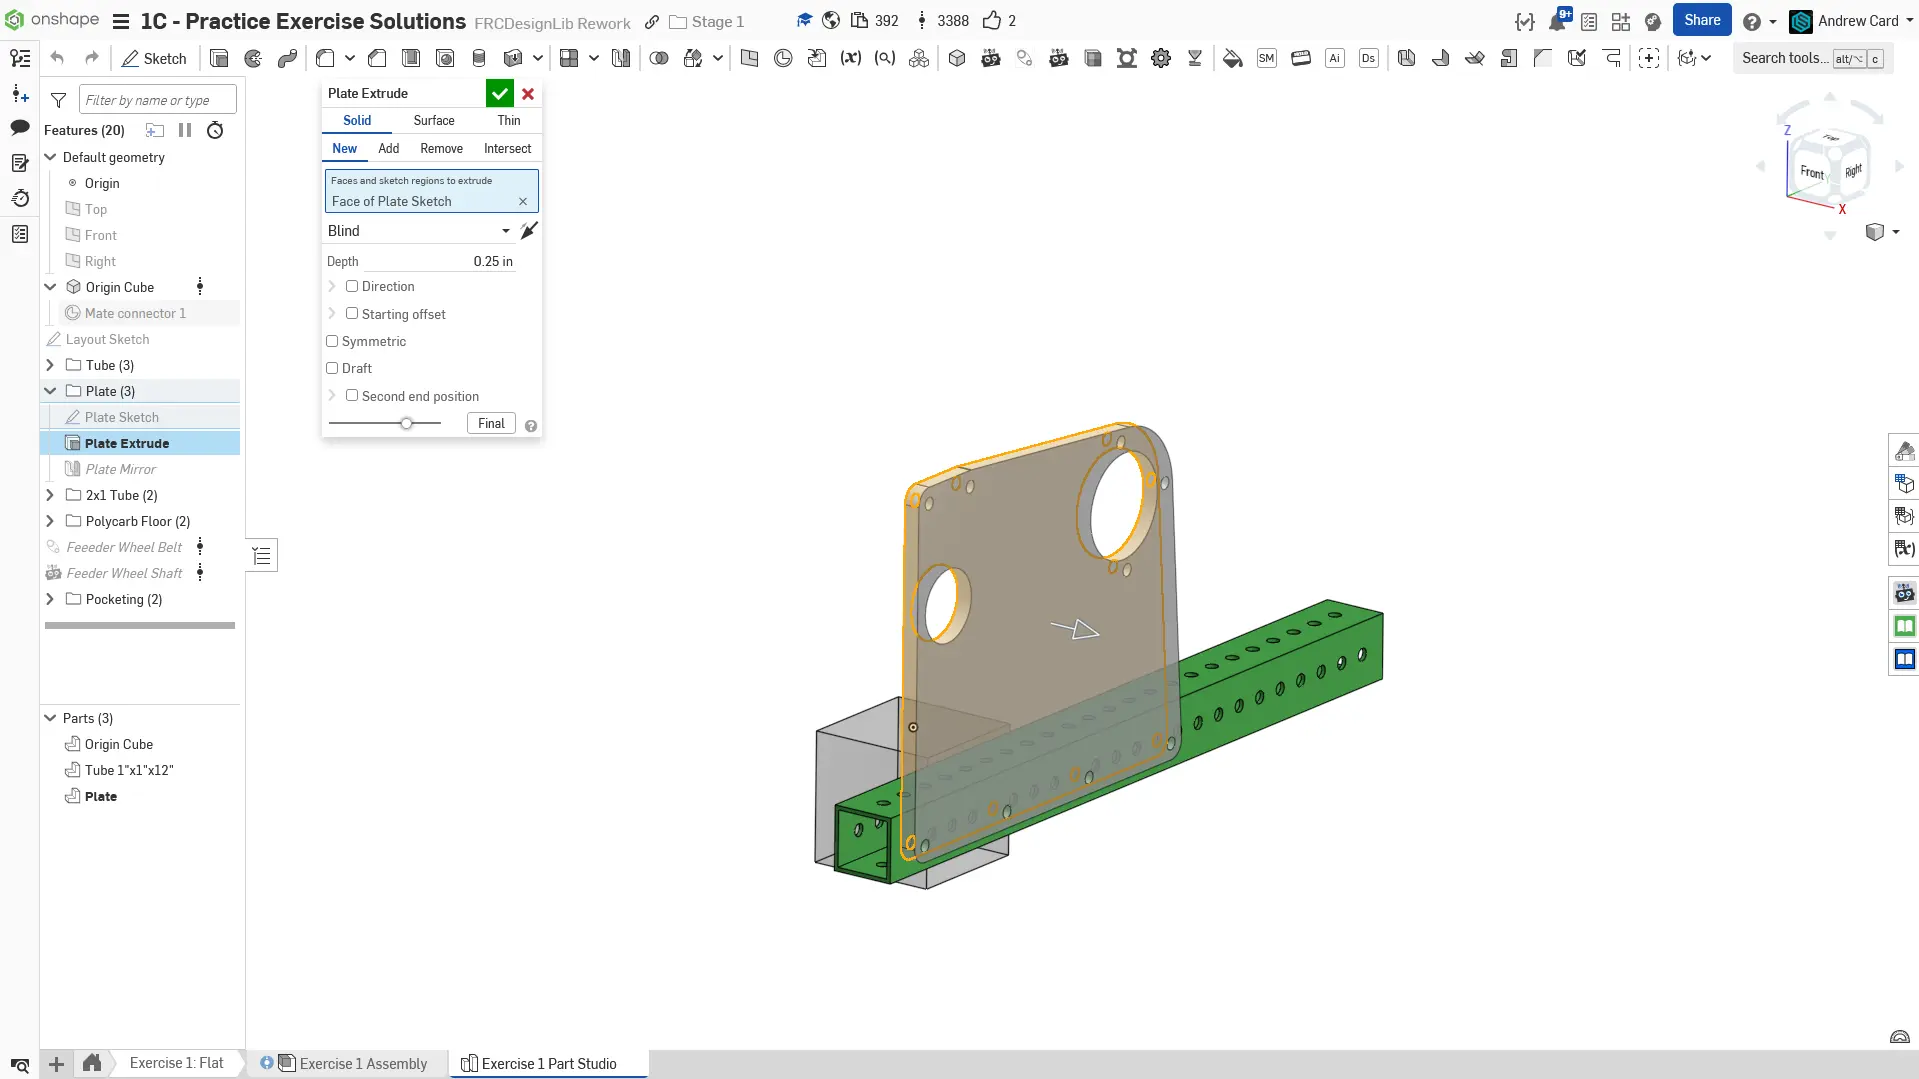 onshape
1C - Practice Exercise Solutions
FRCDesignLib Rework
Stage 1
392
3388
2
9+
Share
Andrew Card
Sketch
SM
Ai
Ds
Search tools...
alt/⌥
c
Filter by name or type
Features (20)
Default geometry
Origin
Top
Front
Right
Origin Cube
Mate connector 1
Layout Sketch
Tube (3)
Plate (3)
Plate Sketch
Plate Extrude
Plate Mirror
2x1 Tube (2)
Polycarb Floor (2)
Feeeder Wheel Belt
Feeder Wheel Shaft
Pocketing (2)
Parts (3)
Origin Cube
Tube 1"x1"x12"
Plate
Plate Extrude
Solid
Surface
Thin
New
Add
Remove
Intersect
Faces and sketch regions to extrude
Face of Plate Sketch
Blind
Depth
0.25 in
Direction
Starting offset
Symmetric
Draft
Second end position
Final
Z
Top
Front
Right
Y
X
Exercise 1: Flat
Exercise 1 Assembly
Exercise 1 Part Studio